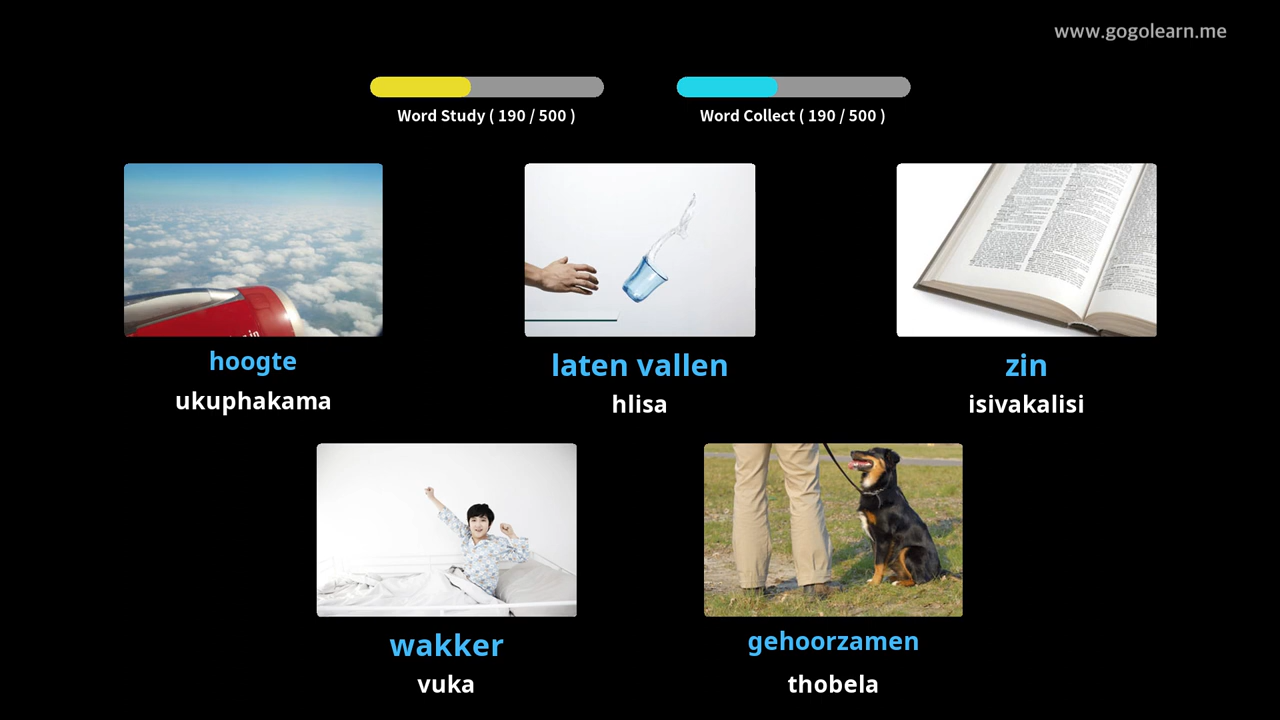 www.gogolearn.me
Word Study ( 190 / 500 )
Word Collect ( 190 / 500 )
hoogte
ukuphakama
laten vallen
hlisa
zin
isivakalisi
wakker
vuka
gehoorzamen
thobela